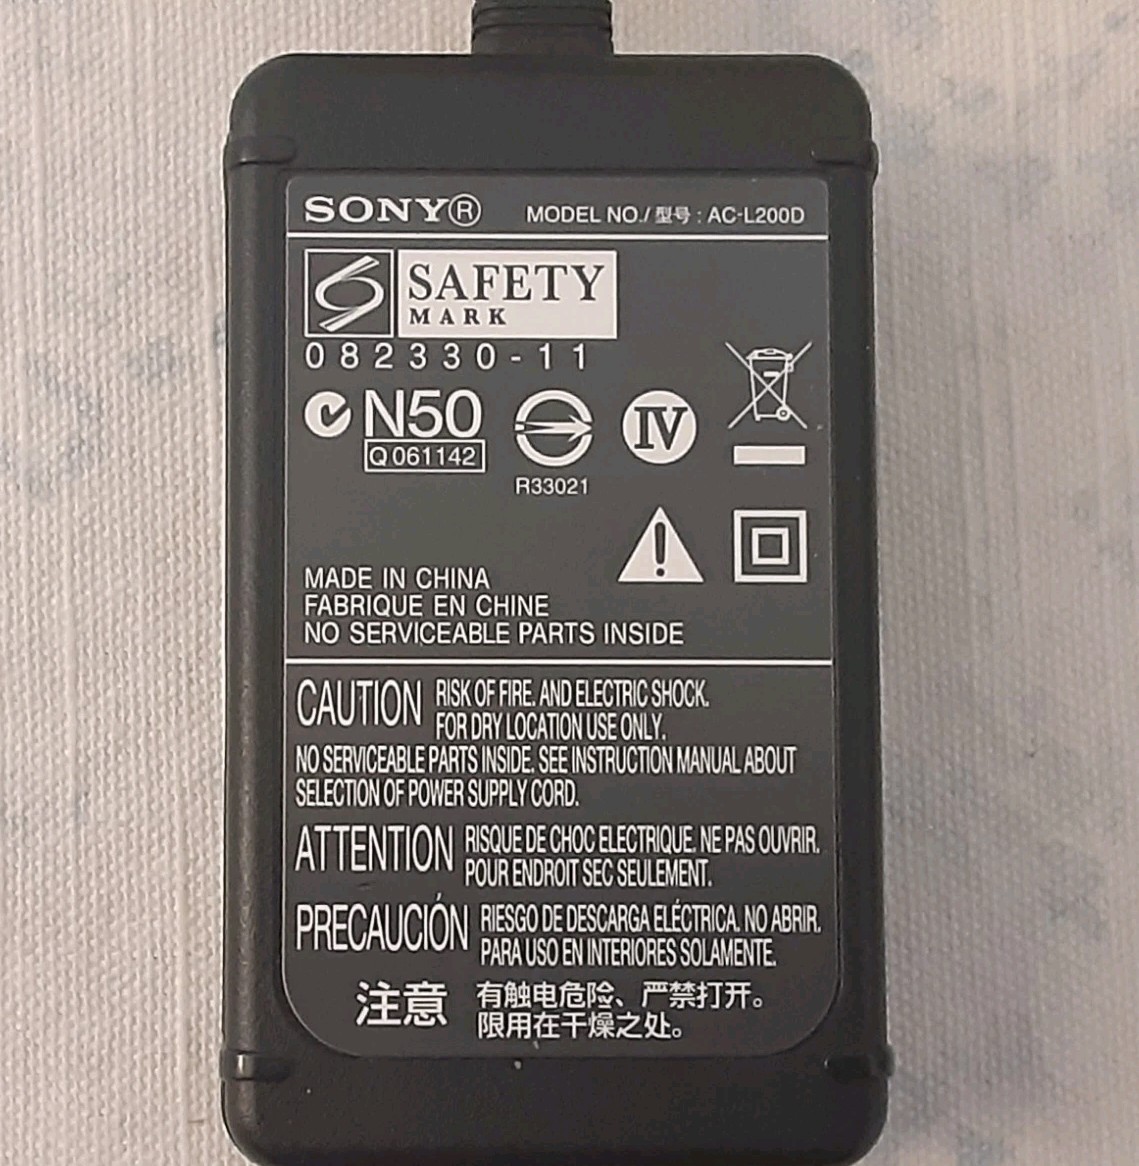 SONY® MODEL NO./型号 : AC-L200D
SAFETY
MARK
082330-11
N50
Q061142
R33021
IV
MADE IN CHINA
FABRIQUE EN CHINE
NO SERVICEABLE PARTS INSIDE
CAUTION RISK OF FIRE. AND ELECTRIC SHOCK.
FOR DRY LOCATION USE ONLY.
NO SERVICEABLE PARTS INSIDE. SEE INSTRUCTION MANUAL ABOUT
SELECTION OF POWER SUPPLY CORD.
ATTENTION RISQUE DE CHOC ELECTRIQUE. NE PAS OUVRIR.
POUR ENDROIT SEC SEULEMENT.
PRECAUCIÓN RIESGO DE DESCARGA ELÉCTRICA. NO ABRIR.
PARA USO EN INTERIORES SOLAMENTE.
注意 有触电危险、严禁打开。
限用在干燥之处。